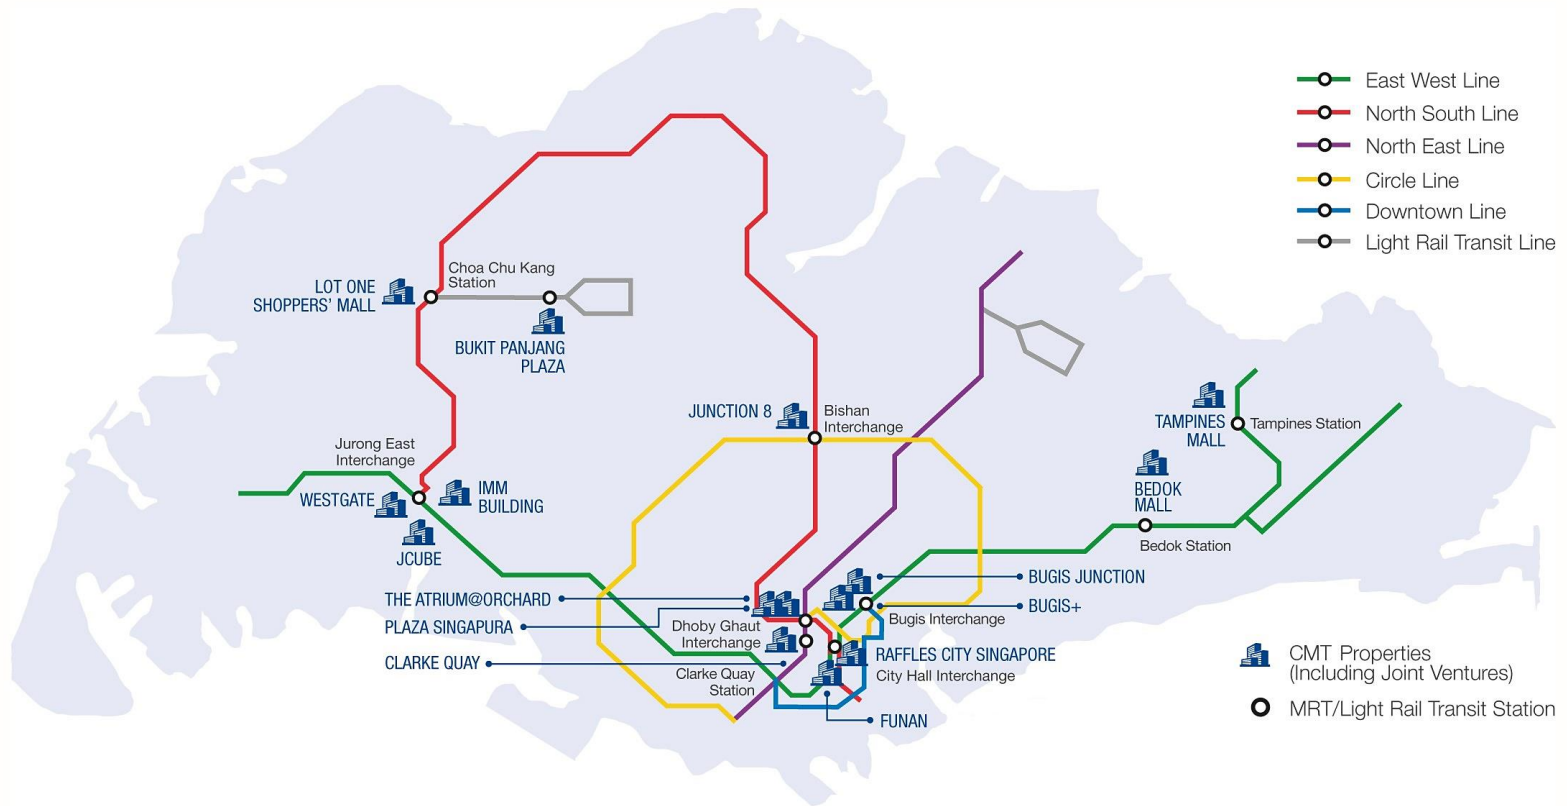 East West Line
North South Line
North East Line
Circle Line
Downtown Line
Light Rail Transit Line
Choa Chu Kang
Station
LOT ONE
SHOPPERS' MALL
BUKIT PANJANG
PLAZA
JUNCTION 8
Bishan
Interchange
TAMPINES
MALL
Tampines Station
Jurong East
Interchange
WESTGATE
IMM
BUILDING
JCUBE
BEDOK
MALL
Bedok Station
THE ATRIUM@ORCHARD
PLAZA SINGAPURA
CLARKE QUAY
Dhoby Ghaut
Interchange
Clarke Quay
Station
BUGIS JUNCTION
BUGIS+
Bugis Interchange
RAFFLES CITY SINGAPORE
City Hall Interchange
FUNAN
CMT Properties
(Including Joint Ventures)
MRT/Light Rail Transit Station